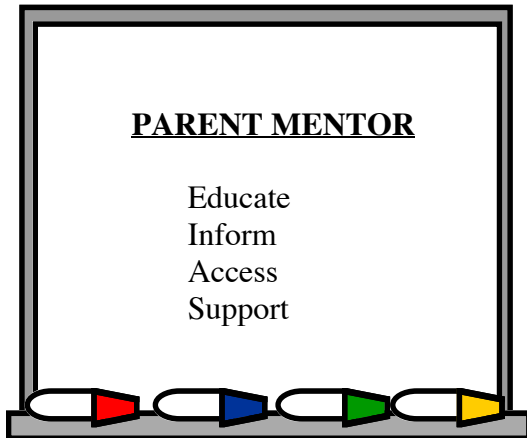 PARENT MENTOR
Educate
Inform
Access
Support